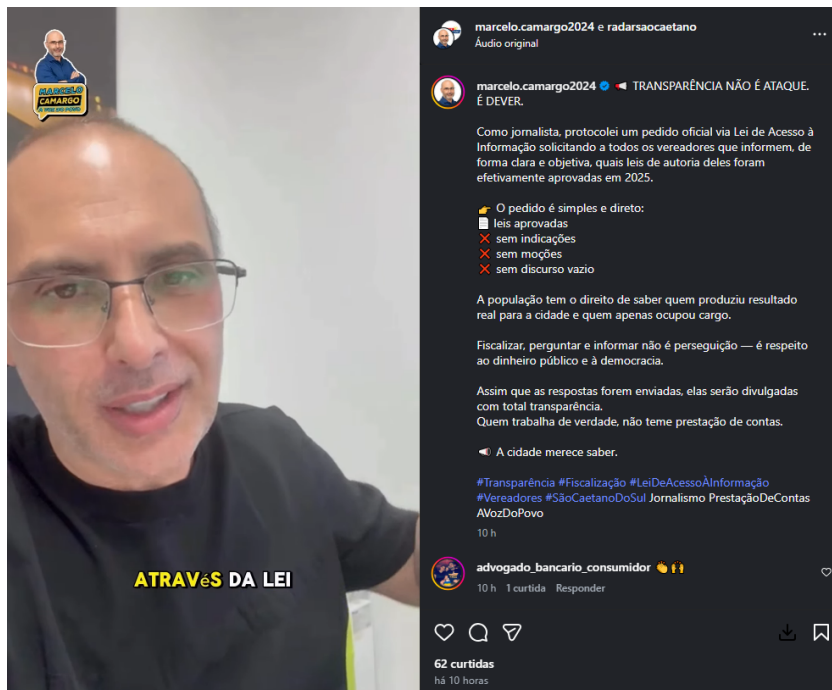 MARCELO
CAMARGO
A VOZ DO POVO
ATRAVéS DA LEI
marcelo.camargo2024 e radarsaocaetano
Áudio original
marcelo.camargo2024 📢 TRANSPARÊNCIA NÃO É ATAQUE.
É DEVER.
Como jornalista, protocolei um pedido oficial via Lei de Acesso à
Informação solicitando a todos os vereadores que informem, de
forma clara e objetiva, quais leis de autoria deles foram
efetivamente aprovadas em 2025.
👉 O pedido é simples e direto:
📄 leis aprovadas
❌ sem indicações
❌ sem moções
❌ sem discurso vazio
A população tem o direito de saber quem produziu resultado
real para a cidade e quem apenas ocupou cargo.
Fiscalizar, perguntar e informar não é perseguição — é respeito
ao dinheiro público e à democracia.
Assim que as respostas forem enviadas, elas serão divulgadas
com total transparência.
Quem trabalha de verdade, não teme prestação de contas.
📢 A cidade merece saber.
#Transparência #Fiscalização #LeiDeAcessoÀInformação
#Vereadores #SãoCaetanoDoSul Jornalismo PrestaçãoDeContas
AVozDoPovo
10 h
advogado_bancario_consumidor 👏🙌
10 h 1 curtida Responder
62 curtidas
há 10 horas